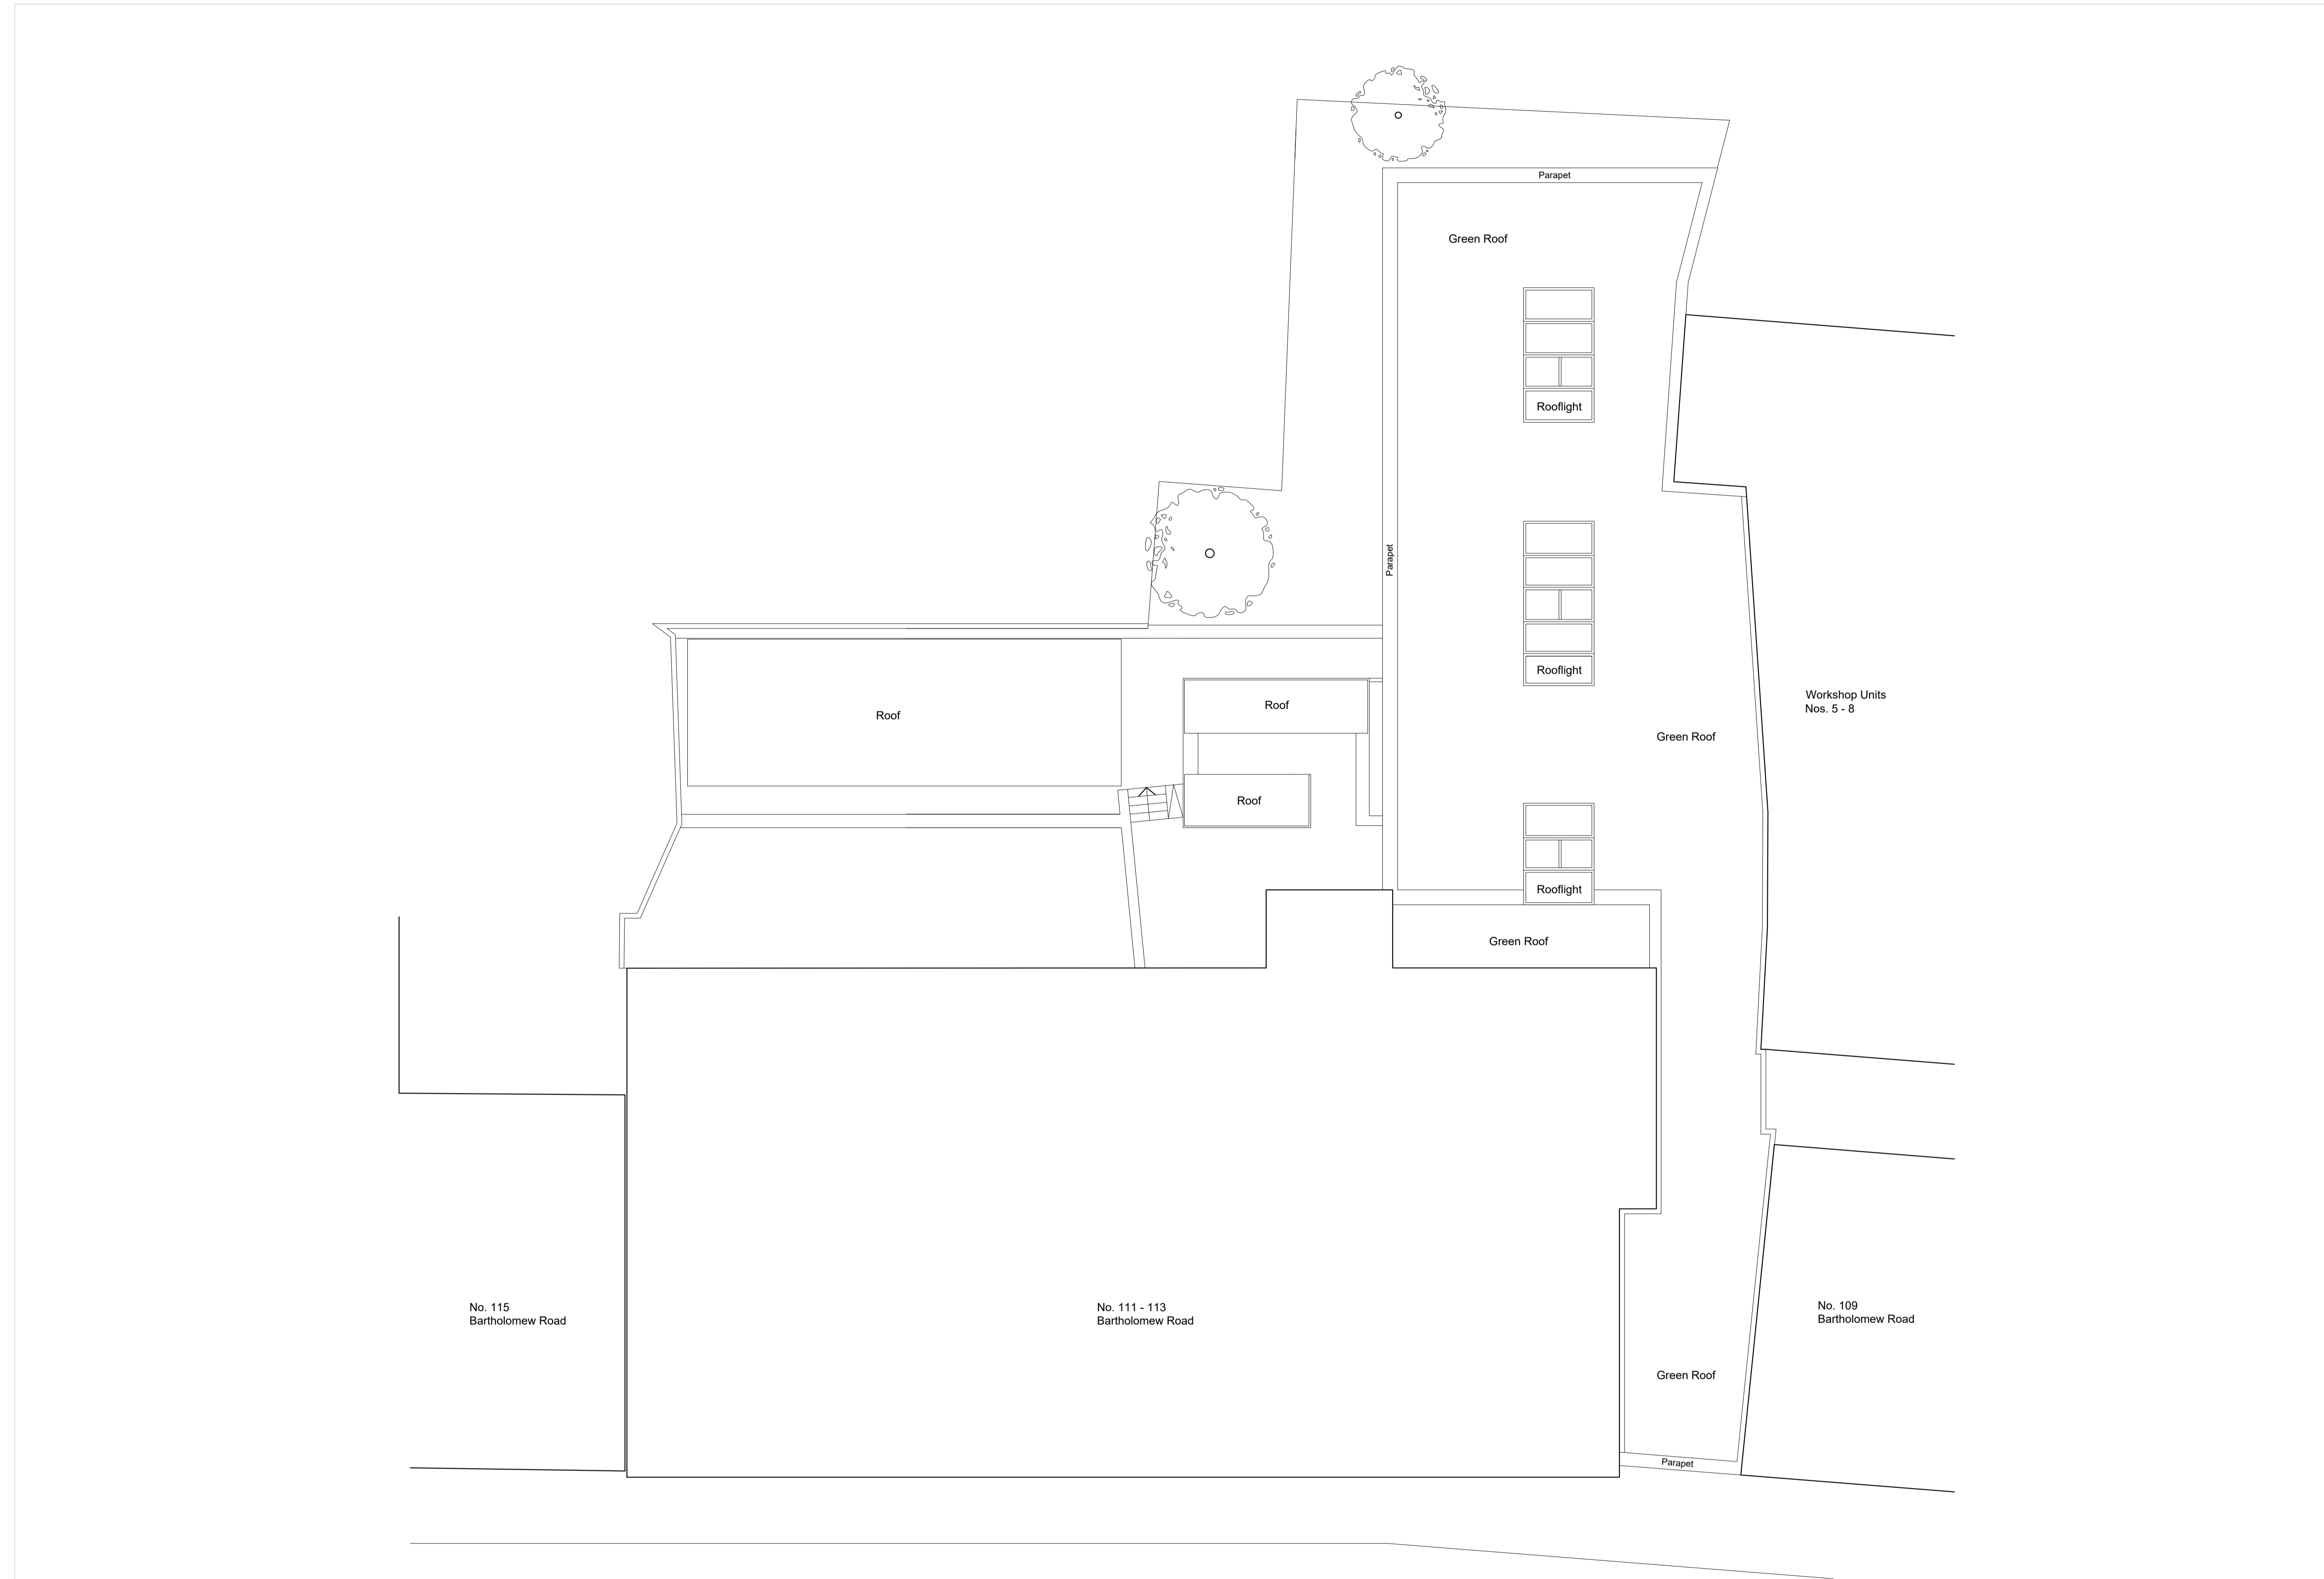 Parapet
Green Roof
Rooflight
Parapet
Rooflight
Workshop Units
Nos. 5 - 8
Roof
Roof
Green Roof
Roof
Rooflight
Green Roof
No. 115
Bartholomew Road
No. 111 - 113
Bartholomew Road
No. 109
Bartholomew Road
Green Roof
Parapet